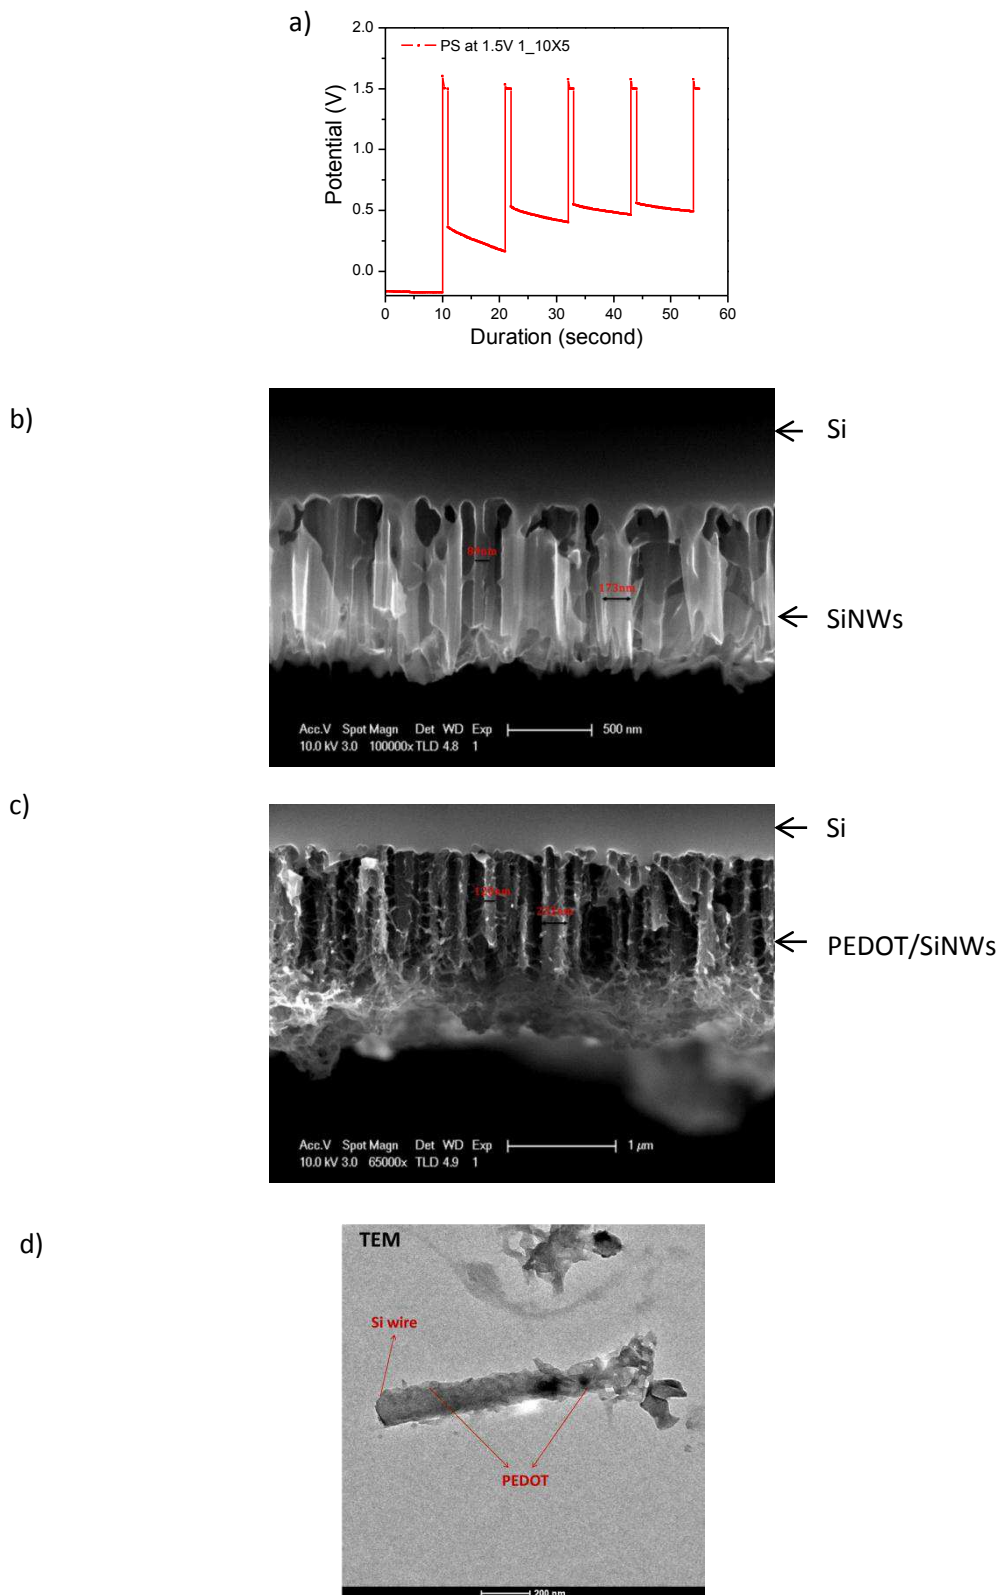 a)
2.0
1.5
1.0
0.5
0.0
Potential (V)
PS at 1.5V 1_10X5
0 10 20 30 40 50 60
Duration (second)
b)
Si
173nm
SiNWs
Acc.V Spot Magn Det WD Exp
10.0 kV 3.0 100000x TLD 4.8 1
500 nm
c)
Si
PEDOT/SiNWs
Acc.V Spot Magn Det WD Exp
10.0 kV 3.0 65000x TLD 4.9 1
1 µm
d)
TEM
Si wire
PEDOT
200 nm